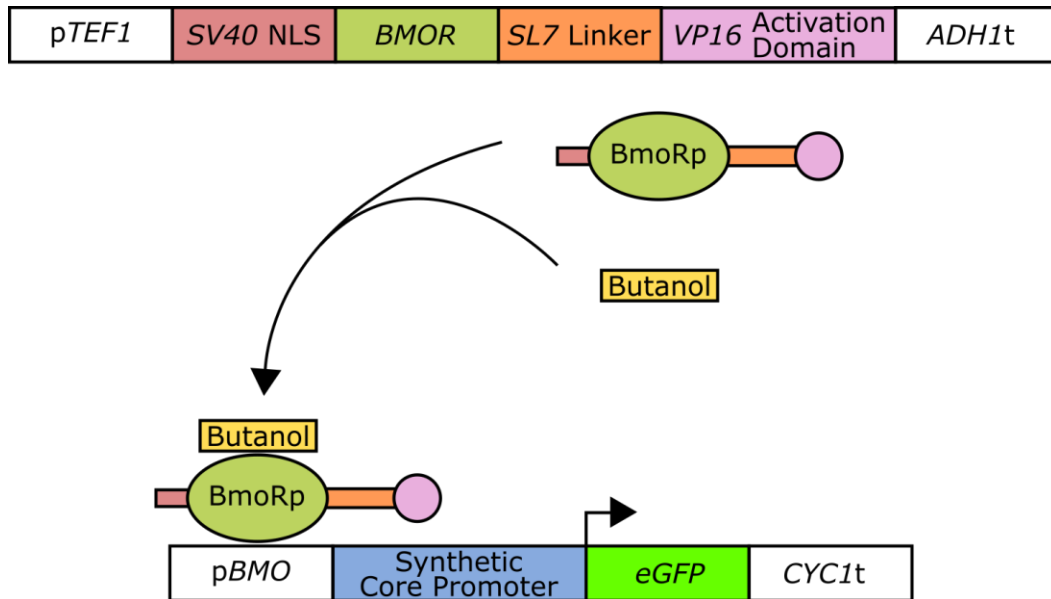 pTEF1
SV40 NLS
BMOR
SL7 Linker
VP16 Activation
Domain
ADH1t
BmoRp
Butanol
Butanol
BmoRp
pBMO
Synthetic
Core Promoter
eGFP
CYC1t